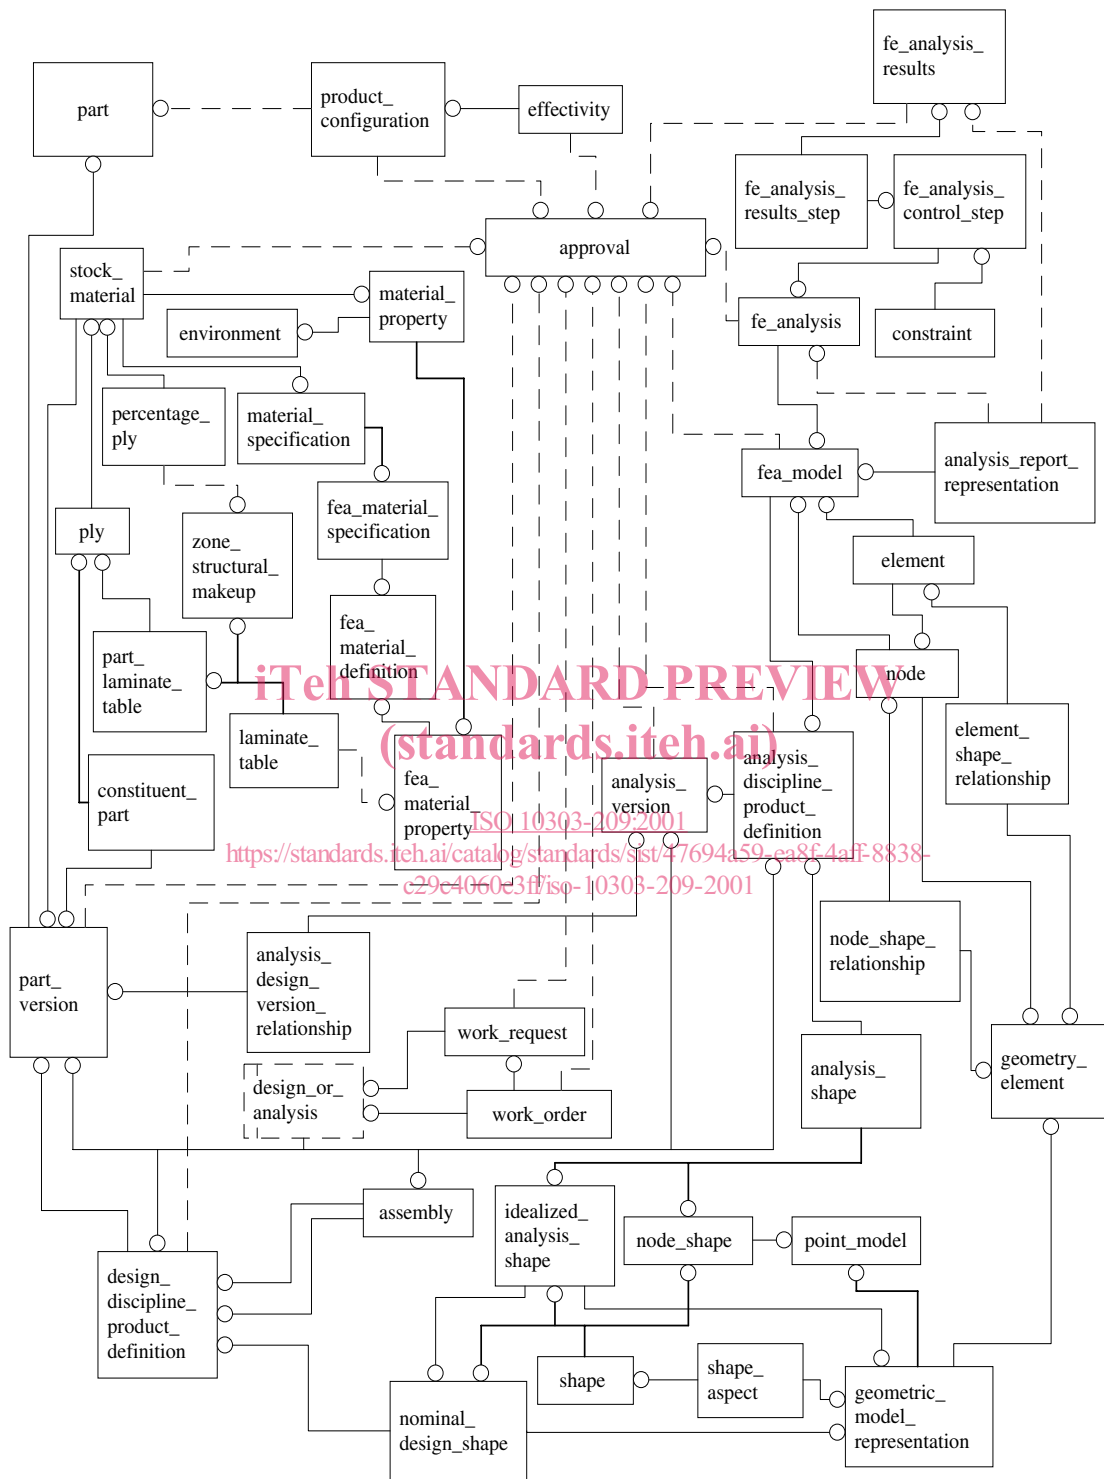 fe_analysis_
results
part
product_
configuration
effectivity
fe_analysis_
results_step
fe_analysis_
control_step
approval
stock_
material
material_
property
environment
fe_analysis
constraint
percentage_
ply
material_
specification
fea_model
analysis_report_
representation
ply
zone_
structural_
makeup
fea_material_
specification
element
part_
laminate_
table
fea_
material_
definition
node
iTeh STANDARD PREVIEW
(standards.iteh.ai)
laminate_
table
element_
shape_
relationship
constituent_
part
fea_
material_
property
analysis_
version
analysis_
discipline_
product_
definition
ISO 10303-209:2001
https://standards.iteh.ai/catalog/standards/sist/47694a59-ea8f-4aff-8838-
c29c4060c3ff/iso-10303-209-2001
part_
version
analysis_
design_
version_
relationship
node_shape_
relationship
work_request
design_or_
analysis
work_order
analysis_
shape
geometry_
element
assembly
idealized_
analysis_
shape
node_shape
point_model
design_
discipline_
product_
definition
shape
shape_
aspect
nominal_
design_shape
geometric_
model_
representation